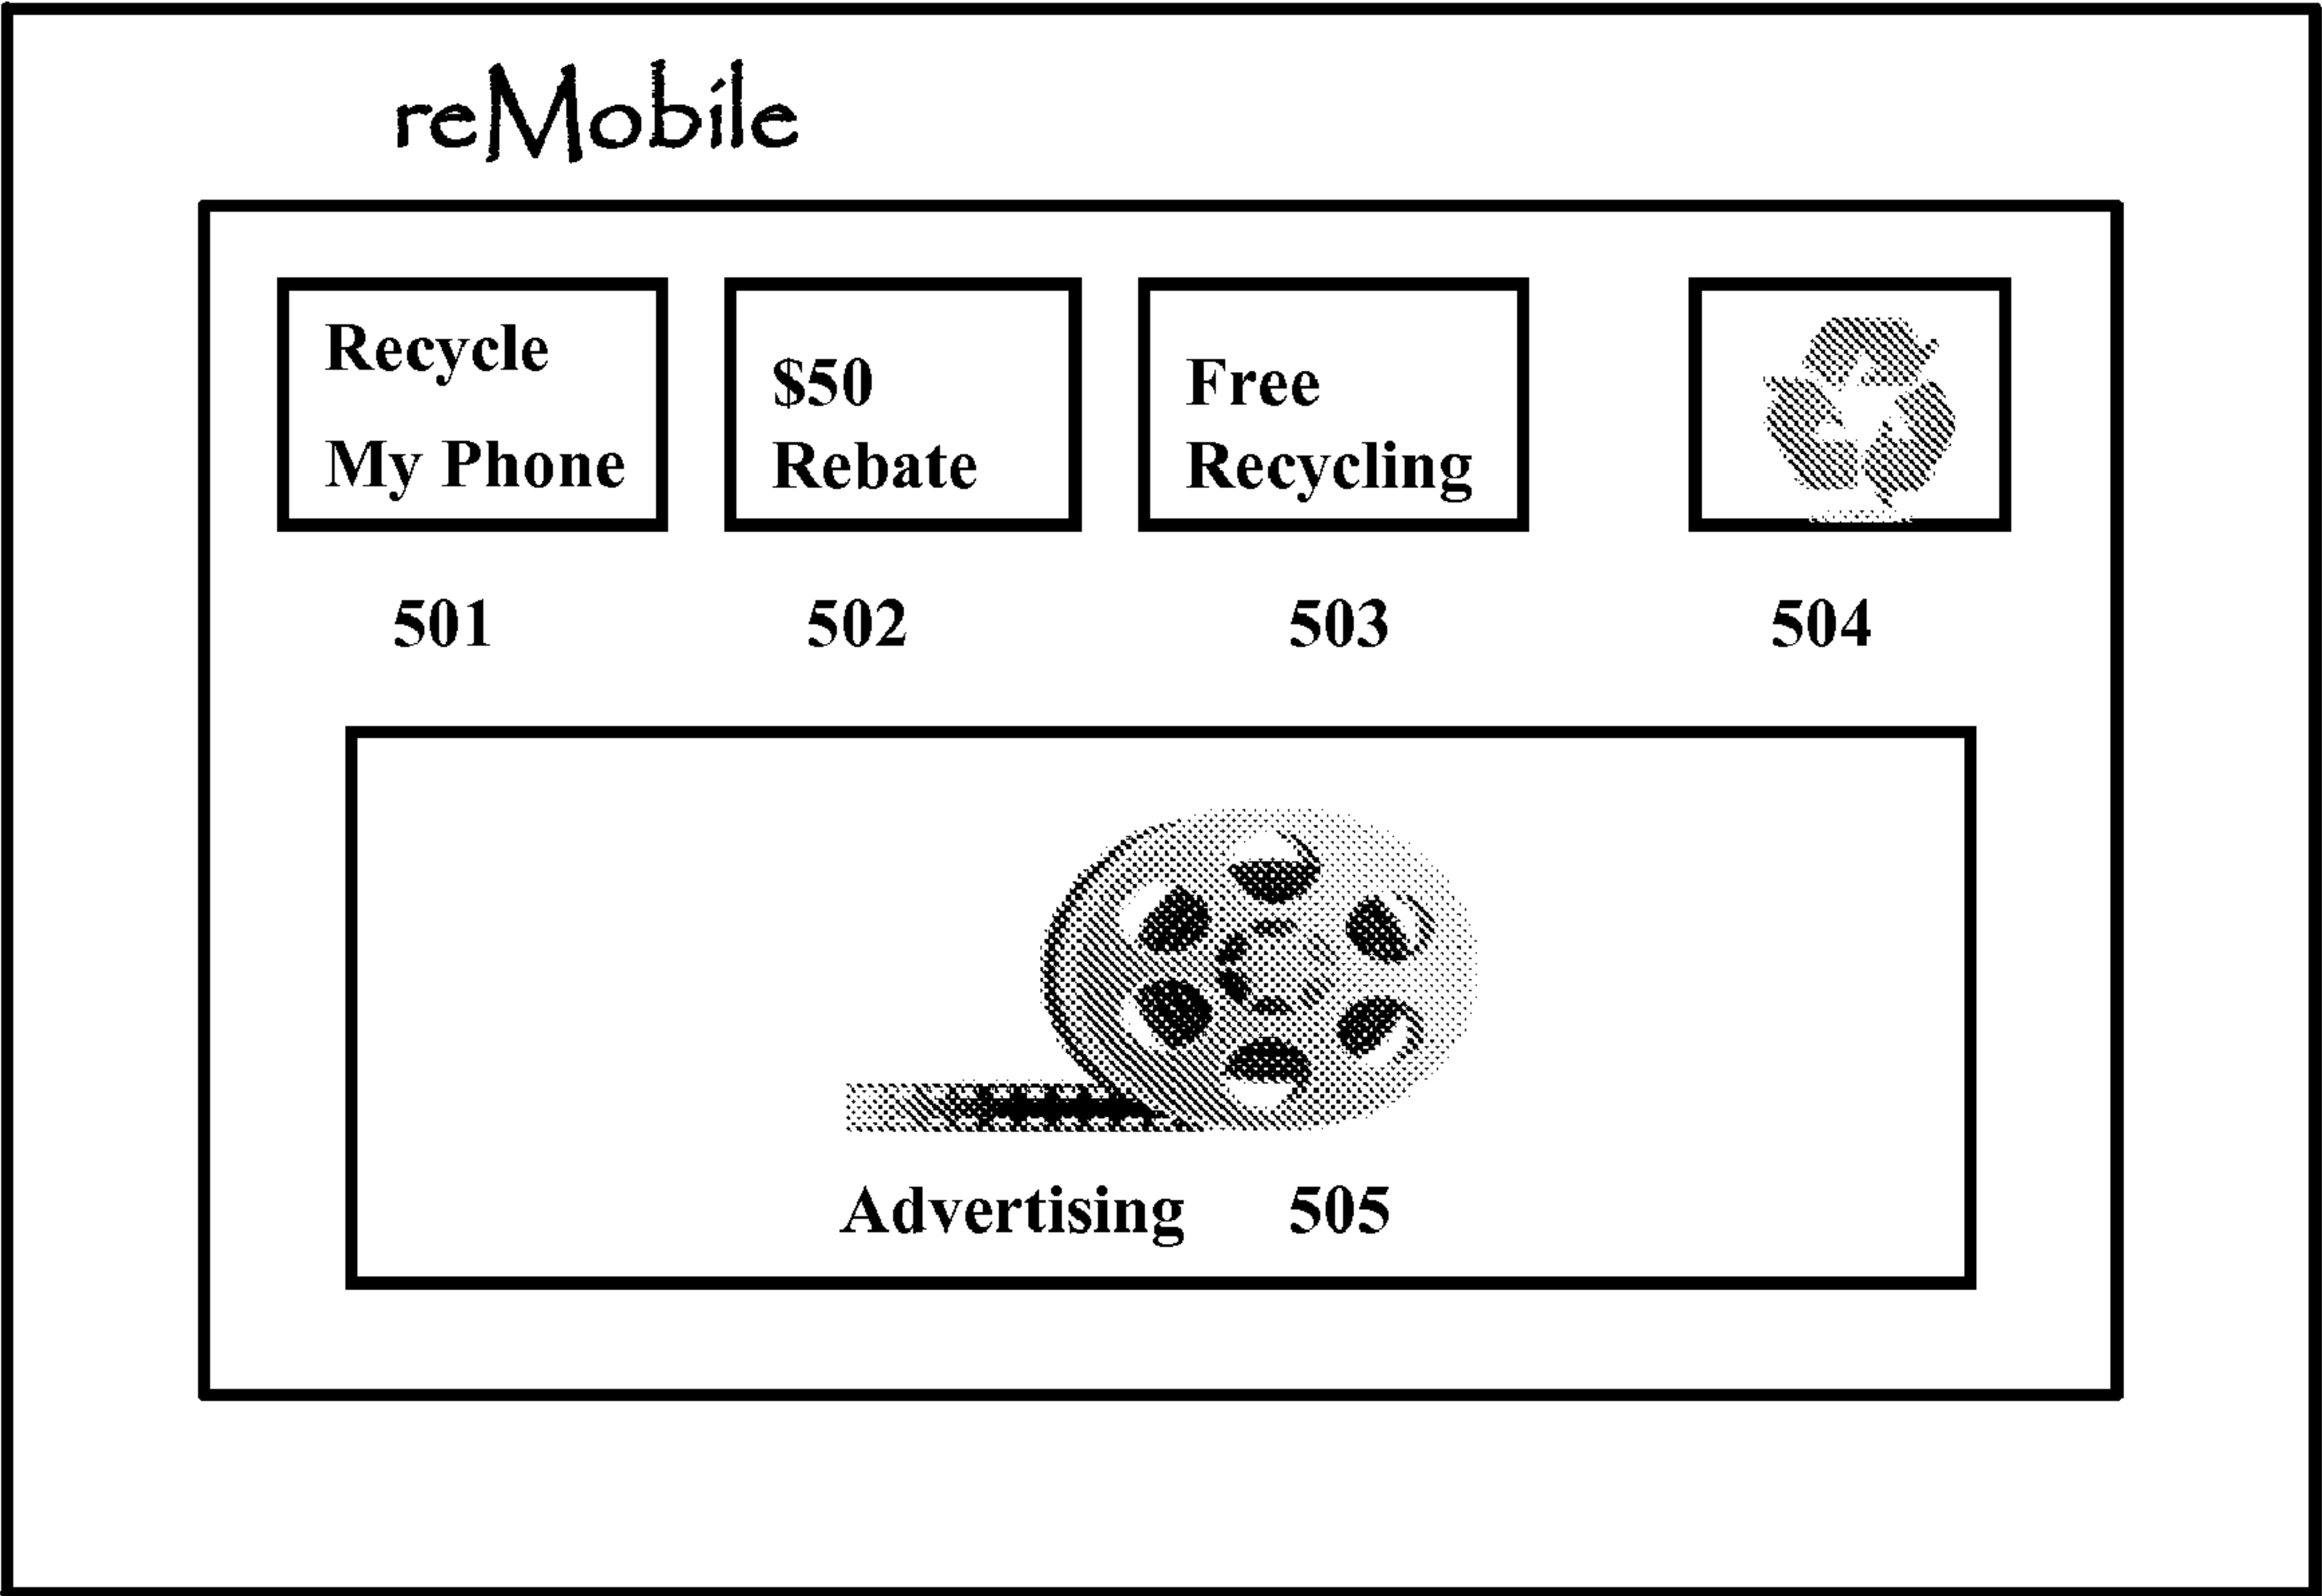 reMobile
Recycle
My Phone
$50
Rebate
Free
Recycling
501
502
503
504
Advertising 505